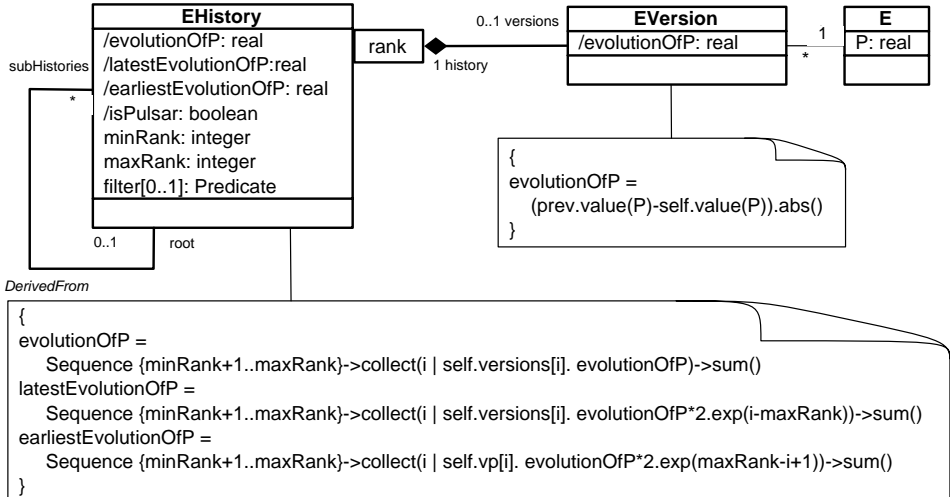 EHistory
/evolutionOfP: real
/latestEvolutionOfP:real
/earliestEvolutionOfP: real
/isPulsar: boolean
minRank: integer
maxRank: integer
filter[0..1]: Predicate
rank
0..1 versions
1 history
EVersion
/evolutionOfP: real
1
*
E
P: real
subHistories
*
0..1
root
DerivedFrom
{
evolutionOfP =
(prev.value(P)-self.value(P)).abs()
}
{
evolutionOfP =
Sequence {minRank+1..maxRank}->collect(i | self.versions[i]. evolutionOfP)->sum()
latestEvolutionOfP =
Sequence {minRank+1..maxRank}->collect(i | self.versions[i]. evolutionOfP*2.exp(i-maxRank))->sum()
earliestEvolutionOfP =
Sequence {minRank+1..maxRank}->collect(i | self.vp[i]. evolutionOfP*2.exp(maxRank-i+1))->sum()
}